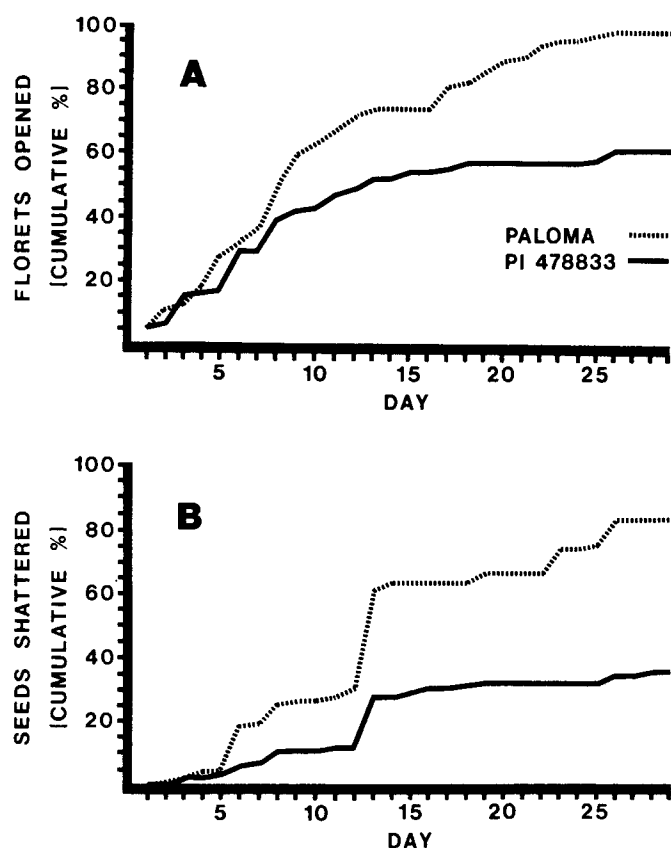 FLORETS OPENED
(CUMULATIVE %)
100
80
60
40
20
A
PALOMA
PI 478833
5 10 15 20 25
DAY
SEEDS SHATTERED
(CUMULATIVE %)
100
80
60
40
20
B
5 10 15 20 25
DAY